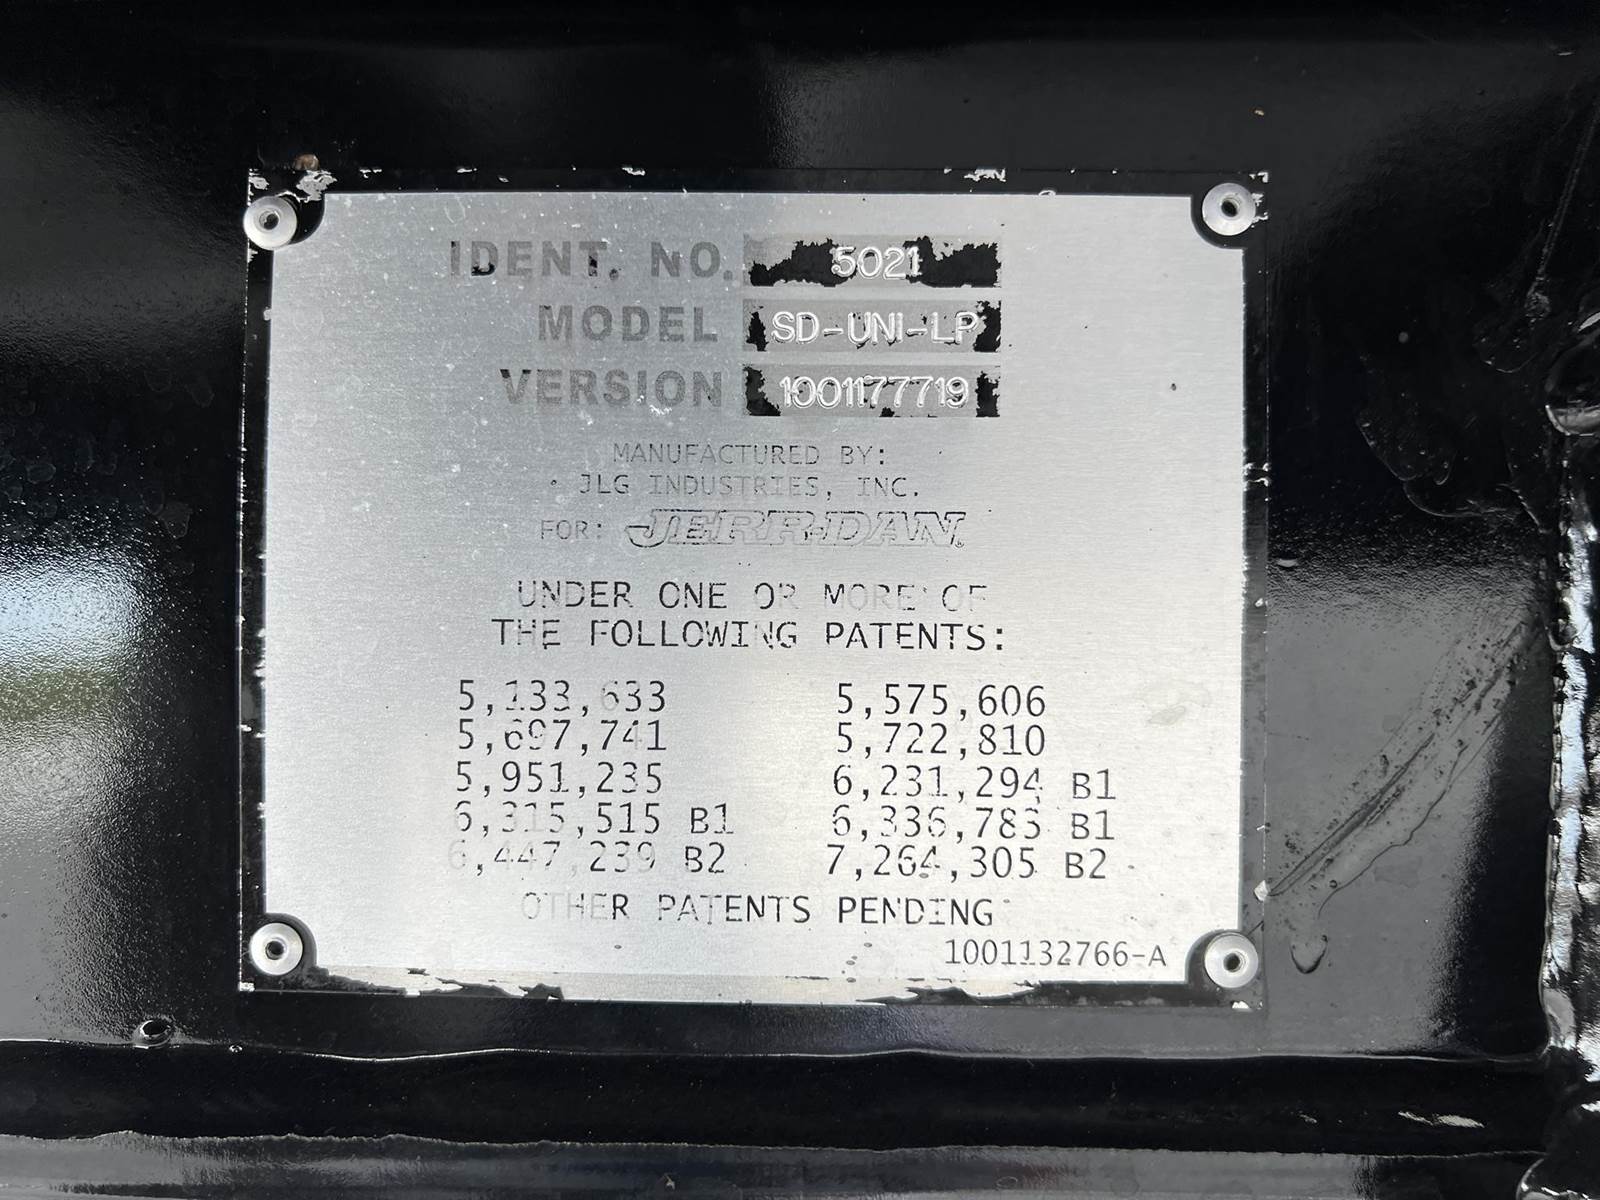 IDENT. NO. 5021
MODEL SD-UNI-LP
VERSION 1001177719
MANUFACTURED BY:
JLG INDUSTRIES, INC.
FOR: JERR-DAN
UNDER ONE OR MORE OF
THE FOLLOWING PATENTS:
5,133,633 5,575,606
5,697,741 5,722,810
5,951,235 6,231,294 B1
6,315,515 B1 6,336,783 B1
6,447,239 B2 7,264,305 B2
OTHER PATENTS PENDING
1001132766-A